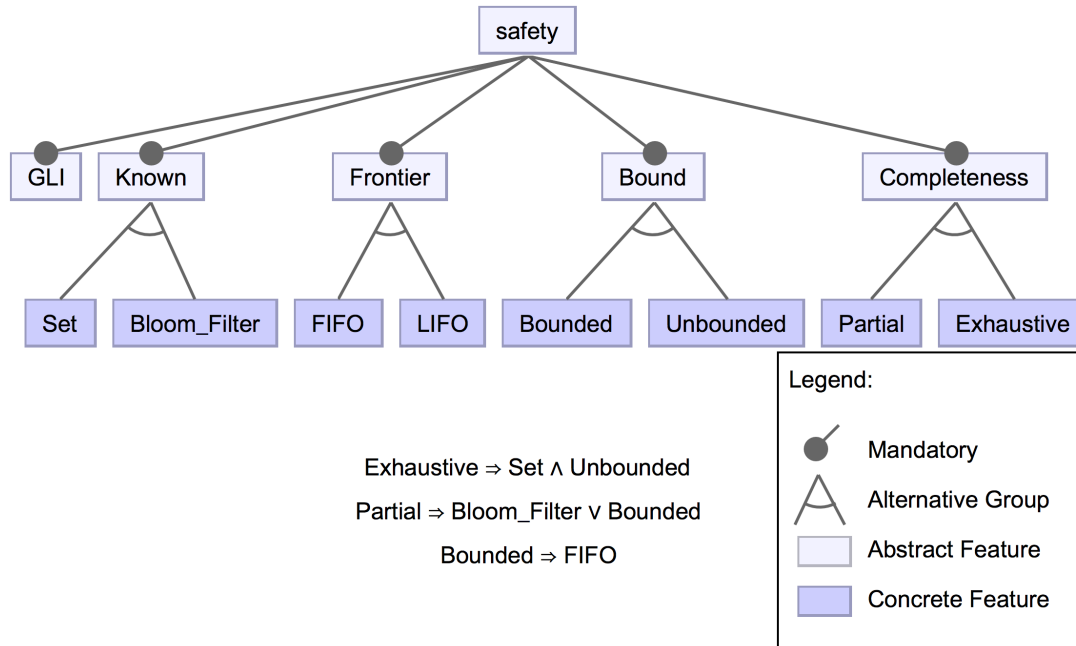 safety
GLI
Known
Frontier
Bound
Completeness
Set
Bloom_Filter
FIFO
LIFO
Bounded
Unbounded
Partial
Exhaustive
Exhaustive ⇒ Set ∧ Unbounded
Partial ⇒ Bloom_Filter ∨ Bounded
Bounded ⇒ FIFO
Legend:
Mandatory
Alternative Group
Abstract Feature
Concrete Feature